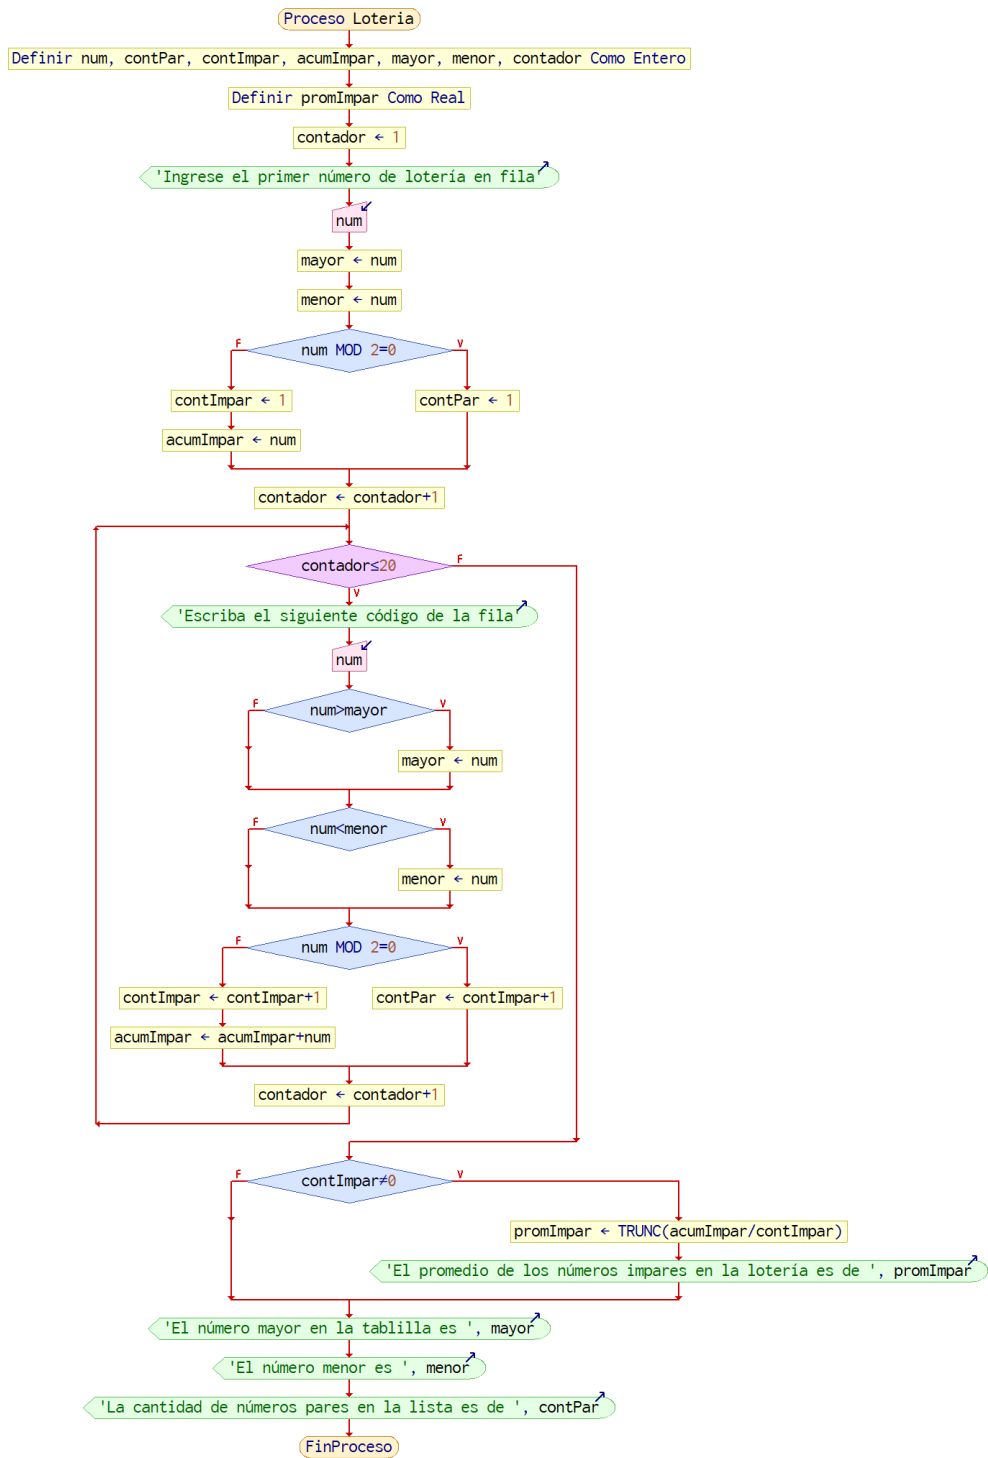 Proceso Loteria
Definir num, contPar, contImpar, acumImpar, mayor, menor, contador Como Entero
Definir promImpar Como Real
contador ← 1
'Ingrese el primer número de lotería en fila'
num
mayor ← num
menor ← num
F
num MOD 2=0
V
contImpar ← 1
contPar ← 1
acumImpar ← num
contador ← contador+1
contador≤20
F
V
'Escriba el siguiente código de la fila'
num
F
num>mayor
V
mayor ← num
F
num<menor
V
menor ← num
F
num MOD 2=0
V
contImpar ← contImpar+1
contPar ← contImpar+1
acumImpar ← acumImpar+num
contador ← contador+1
F
contImpar≠0
V
promImpar ← TRUNC(acumImpar/contImpar)
'El promedio de los números impares en la lotería es de ', promImpar
'El número mayor en la tablilla es ', mayor
'El número menor es ', menor
'La cantidad de números pares en la lista es de ', contPar
FinProceso